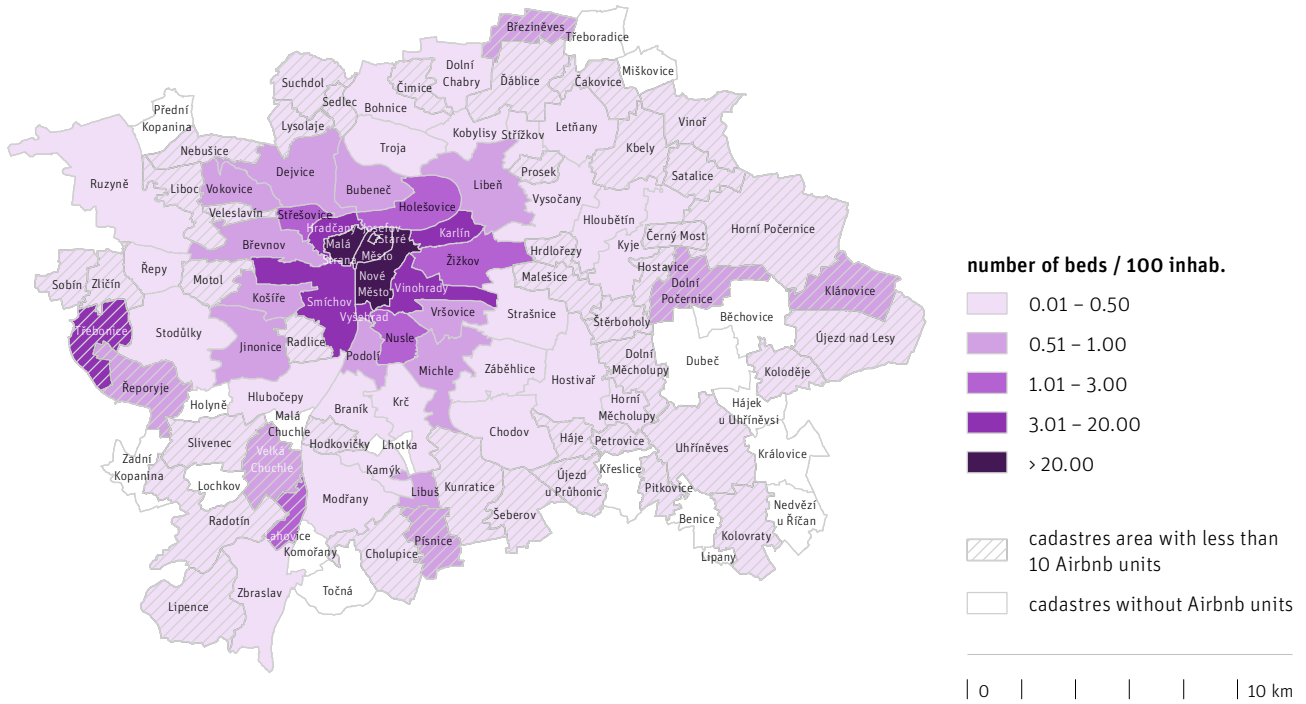 Březiněves
Třeboradice
Miškovice
Dolní
Chabry
Ďáblice
Čakovice
Suchdol
Čimice
Sedlec
Bohnice
Přední
Kopanina
Lysolaje
Vinoř
Kobylisy
Střížkov
Letňany
Nebušice
Troja
Kbely
Ruzyně
Dejvice
Prosek
Satalice
Liboc
Vokovice
Bubeneč
Libeň
Vysočany
Veleslavín
Střešovice
Holešovice
Hloubětín
Hradčany
Josefov
Karlín
Horní Počernice
Břevnov
Malá
Strana
Staré
Město
Kyje
Černý Most
Hrdlořezy
Žižkov
Hostavice
Řepy
Motol
Nové
Město
Malešice
Sobín
Zličín
Vinohrady
Dolní
Počernice
Klánovice
Košíře
Smíchov
Vyšehrad
Vršovice
Strašnice
Štěrboholy
Běchovice
Třebonice
Stodůlky
Jinonice
Radlice
Podolí
Nusle
Újezd nad Lesy
Dolní
Měcholupy
Dubeč
Michle
Záběhlice
Koloděje
Řeporyje
Hostivař
Holyně
Hlubočepy
Braník
Krč
Horní
Měcholupy
Hájek
u Uhříněvsi
Malá
Chuchle
Slivenec
Hodkovičky
Lhotka
Chodov
Háje
Petrovice
Uhříněves
Královice
Velká
Chuchle
Zadní
Kopanina
Kamýk
Křeslice
Lochkov
Libuš
Kunratice
Újezd
u Průhonic
Pitkovice
Modřany
Nedvězí
u Říčan
Radotín
Šeberov
Benice
Lahovice
Komořany
Písnice
Kolovraty
Cholupice
Lipany
Točná
Zbraslav
Lipence
number of beds / 100 inhab.
0.01 – 0.50
0.51 – 1.00
1.01 – 3.00
3.01 – 20.00
> 20.00
cadastres area with less than
10 Airbnb units
cadastres without Airbnb units
0
10 km